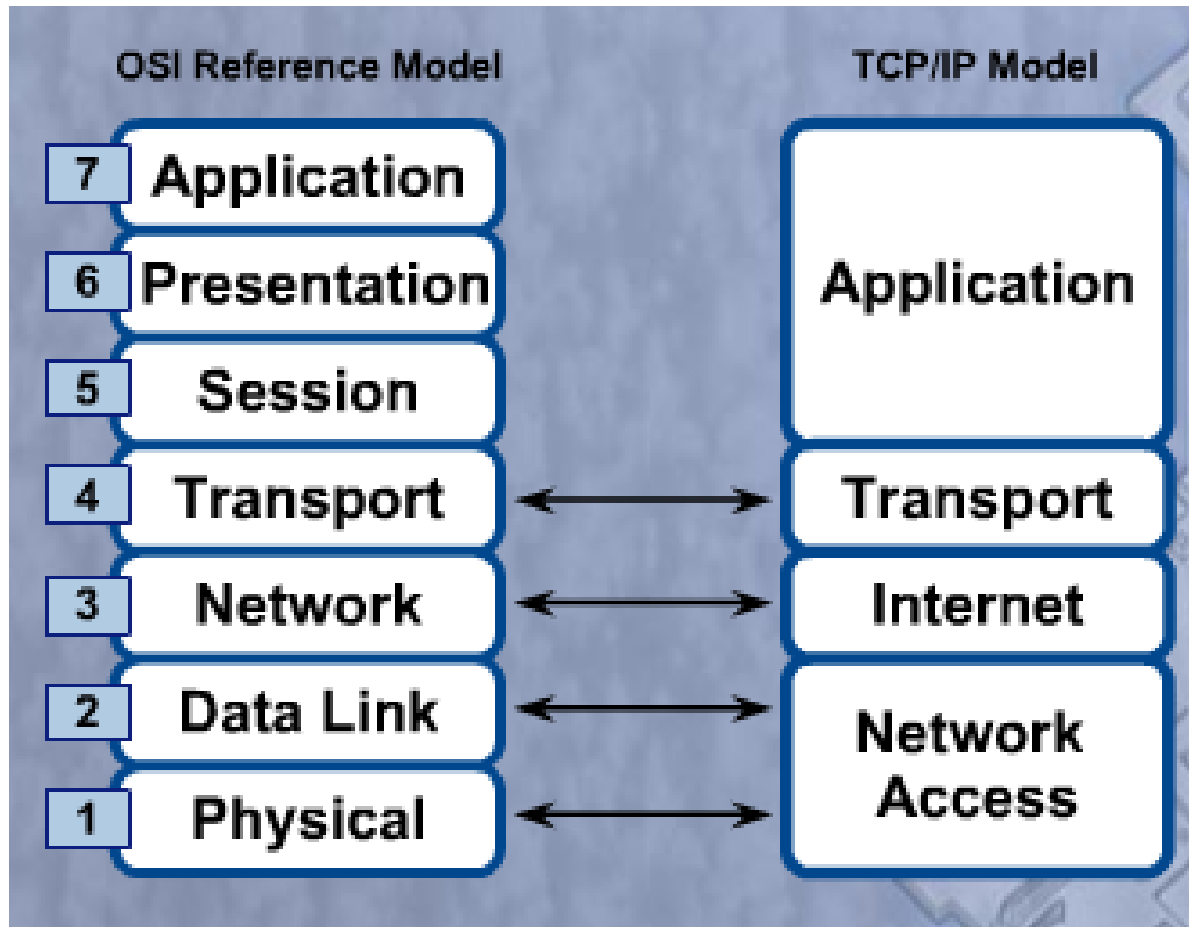 OSI Reference Model
TCP/IP Model
7 Application
6 Presentation
5 Session
4 Transport
3 Network
2 Data Link
1 Physical
Application
Transport
Internet
Network
Access